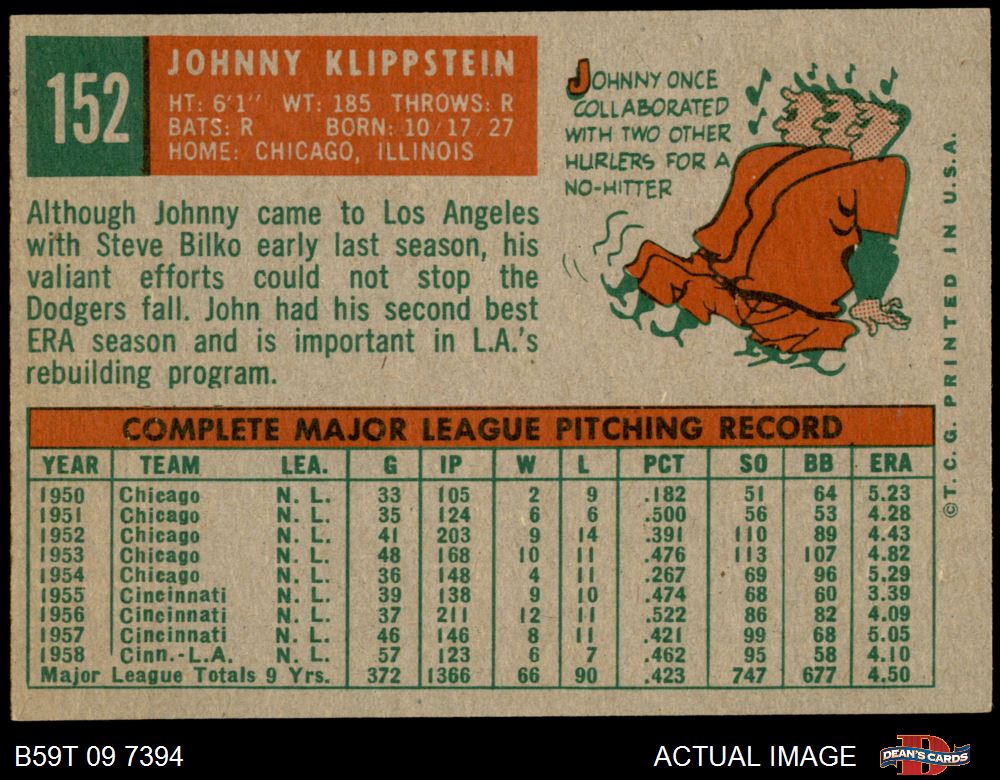 152
JOHNNY KLIPPSTEIN
HT: 6'1" WT: 185 THROWS: R
BATS: R BORN: 10/17/27
HOME: CHICAGO, ILLINOIS
Although Johnny came to Los Angeles
with Steve Bilko early last season, his
valiant efforts could not stop the
Dodgers fall. John had his second best
ERA season and is important in L.A.'s
rebuilding program.
JOHNNY ONCE
COLLABORATED
WITH TWO OTHER
HURLERS FOR A
NO-HITTER
COMPLETE MAJOR LEAGUE PITCHING RECORD
YEAR TEAM LEA. G IP W L PCT SO BB ERA
1950 Chicago N. L. 33 105 2 9 .182 51 64 5.23
1951 Chicago N. L. 35 124 6 6 .500 56 53 4.28
1952 Chicago N. L. 41 203 9 14 .391 110 89 4.43
1953 Chicago N. L. 48 168 10 11 .476 113 107 4.82
1954 Chicago N. L. 36 148 4 11 .267 69 96 5.29
1955 Cincinnati N. L. 39 138 9 10 .474 68 60 3.39
1956 Cincinnati N. L. 37 211 12 11 .522 86 82 4.09
1957 Cincinnati N. L. 46 146 8 11 .421 99 68 5.05
1958 Cinn.-L.A. N. L. 57 123 6 7 .462 95 58 4.10
Major League Totals 9 Yrs. 372 1366 66 90 .423 747 677 4.50
©T. C. G. PRINTED IN U.S.A.
B59T 09 7394
ACTUAL IMAGE
D
DEAN'S CARDS